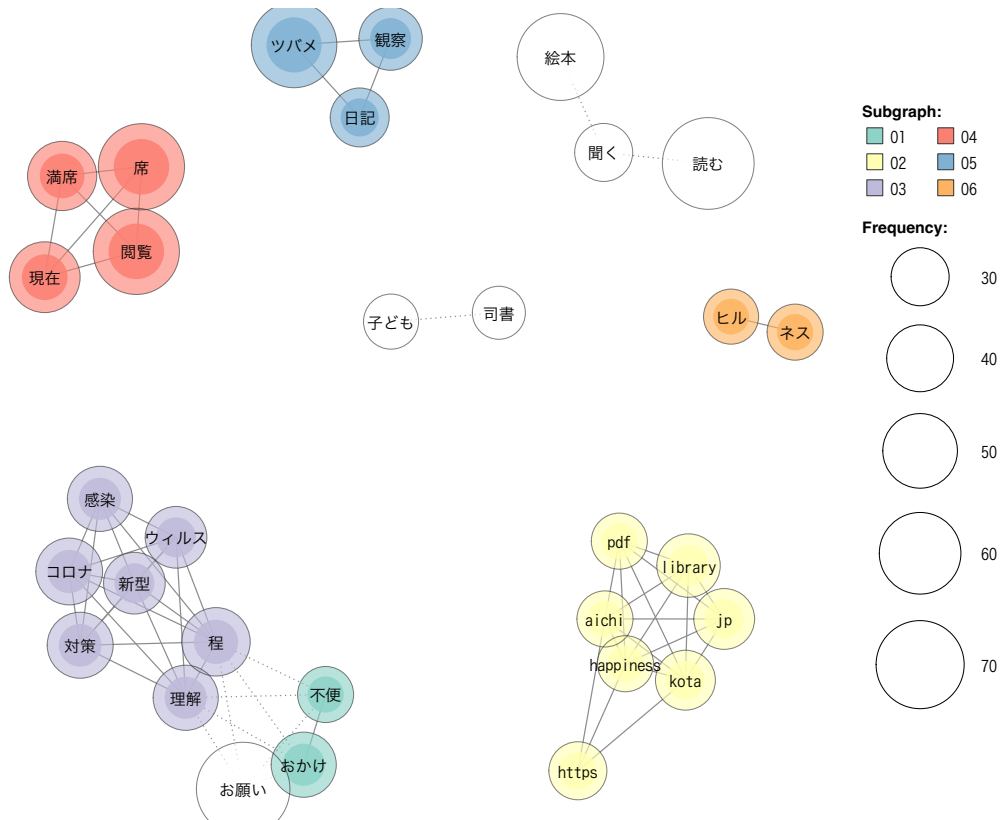 ツバメ
観察
日記
絵本
聞く
読む
満席
席
現在
閲覧
子ども
司書
ヒル
ネス
感染
ウィルス
コロナ
新型
対策
程
理解
不便
おかけ
お願い
pdf
library
aichi
jp
happiness
kota
https
Subgraph:
01 04
02 05
03 06
Frequency:
30
40
50
60
70